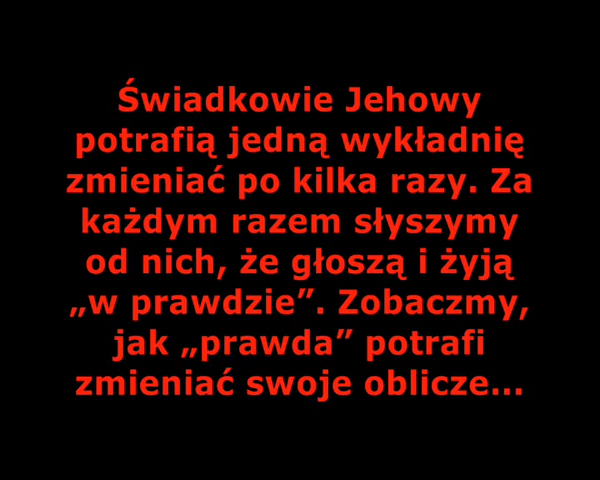 Świadkowie Jehowy
potrafią jedną wykładnię
zmieniać po kilka razy. Za
każdym razem słyszymy
od nich, że głoszą i żyją
„w prawdzie”. Zobaczmy,
jak „prawda” potrafi
zmieniać swoje oblicze...